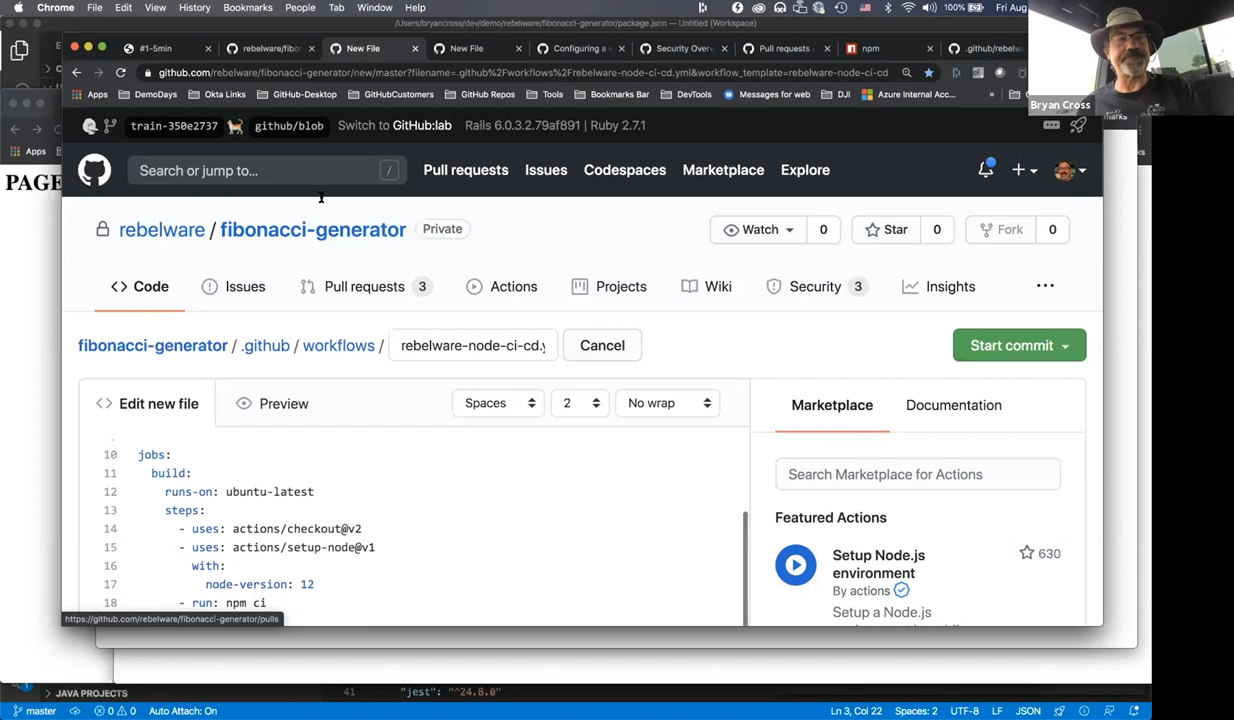 Chrome File Edit View History Bookmarks People Tab Window Help 100% Fri Aug
/Users/bryancross/dev/demo/rebelware/fibonacci-generator/package.json — Untitled (Workspace)
#1-5min rebelware/fibo New File New File Configuring a Security Over Pull requests npm .github/rebelw
github.com/rebelware/fibonacci-generator/new/master?filename=.github%2Fworkflows%2Frebelware-node-ci-cd.yml&workflow_template=rebelware-node-ci-cd
Apps DemoDays Okta Links GitHub-Desktop GitHubCustomers GitHub Repos Tools Bookmarks Bar DevTools Messages for web DJI Azure Internal Acc... »
Bryan Cross
train-350e2737 github/blob Switch to GitHub:lab Rails 6.0.3.2.79af891 | Ruby 2.7.1
Apps
PAGE
Search or jump to... / Pull requests Issues Codespaces Marketplace Explore
rebelware / fibonacci-generator Private Watch 0 Star 0 Fork 0
Code Issues Pull requests 3 Actions Projects Wiki Security 3 Insights
fibonacci-generator / .github / workflows / rebelware-node-ci-cd.y Cancel Start commit
Edit new file Preview Spaces 2 No wrap
Marketplace Documentation
Search Marketplace for Actions
Featured Actions
Setup Node.js environment 630
By actions
Setup a Node.js
10 jobs:
11 build:
12 runs-on: ubuntu-latest
13 steps:
14 - uses: actions/checkout@v2
15 - uses: actions/setup-node@v1
16 with:
17 node-version: 12
18 - run: npm ci
https://github.com/rebelware/fibonacci-generator/pulls
JAVA PROJECTS 41 "jest": "^24.8.0"
master 0 0 Auto Attach: On Ln 3, Col 22 Spaces: 2 UTF-8 LF JSON